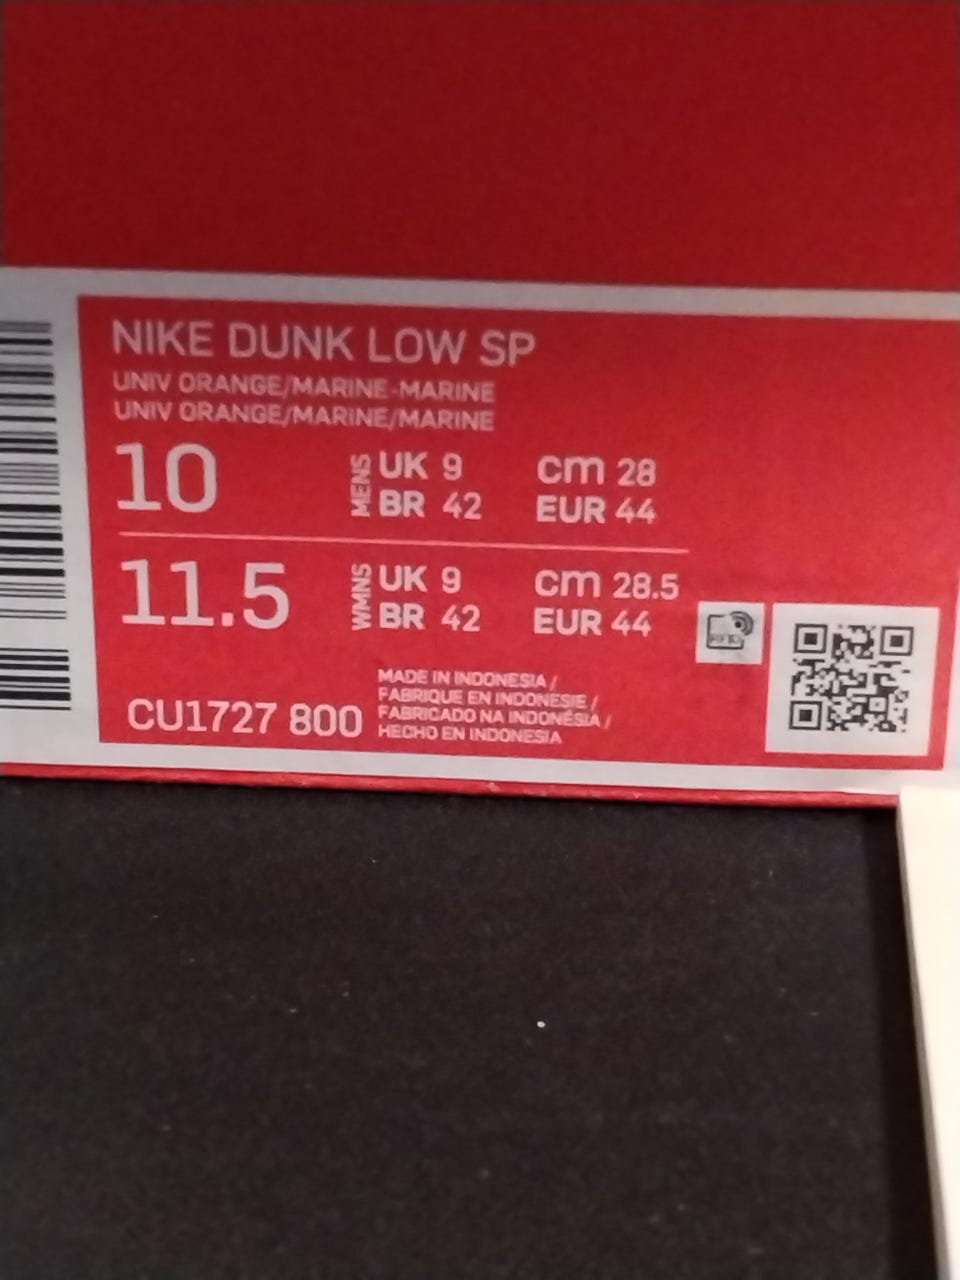 NIKE DUNK LOW SP
UNIV ORANGE/MARINE-MARINE
UNIV ORANGE/MARINE/MARINE
10 MENS UK 9 cm 28
BR 42 EUR 44
11.5 WMNS UK 9 cm 28.5
BR 42 EUR 44
MADE IN INDONESIA /
FABRIQUE EN INDONESIE /
FABRICADO NA INDONÉSIA /
HECHO EN INDONESIA
CU1727 800
RFID